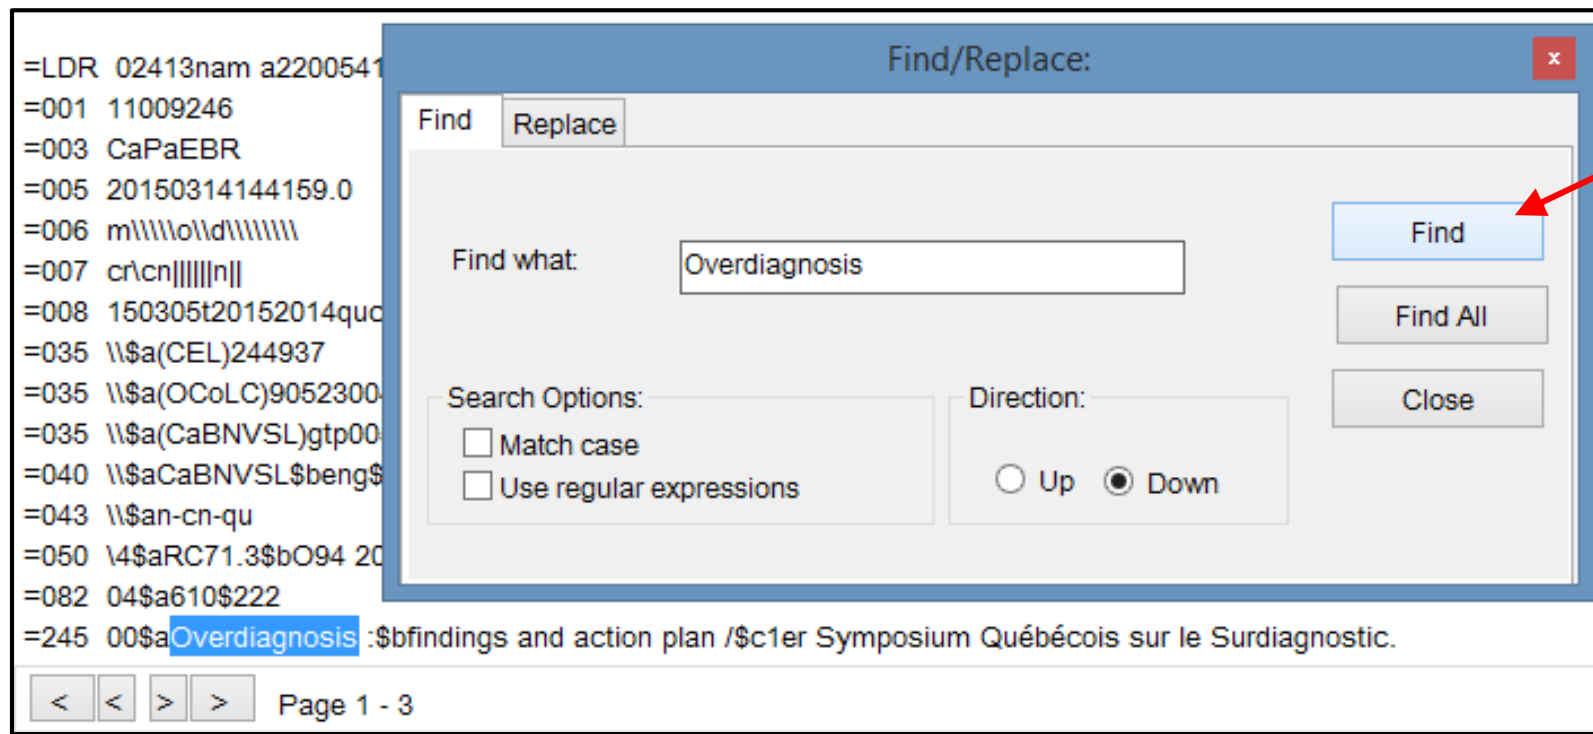 Find/Replace:
x
=LDR  02413nam a2200541
=001  11009246
=003  CaPaEBR
=005  20150314144159.0
=006  m\\\\\o\\d\\\\\\\\
=007  cr\cn||||||n||
=008  150305t20152014quc
=035  \\$a(CEL)244937
=035  \\$a(OCoLC)90523004
=035  \\$a(CaBNVSL)gtp00
=040  \\$aCaBNVSL$beng$
=043  \\$an-cn-qu
=050  \4$aRC71.3$bO94 20
=082  04$a610$222
=245  00$aOverdiagnosis :$bfindings and action plan /$c1er Symposium Québécois sur le Surdiagnostic.
Find Replace
Find what: Overdiagnosis
Find
Find All
Close
Search Options:
Match case
Use regular expressions
Direction:
Up Down
< < > > Page 1 - 3